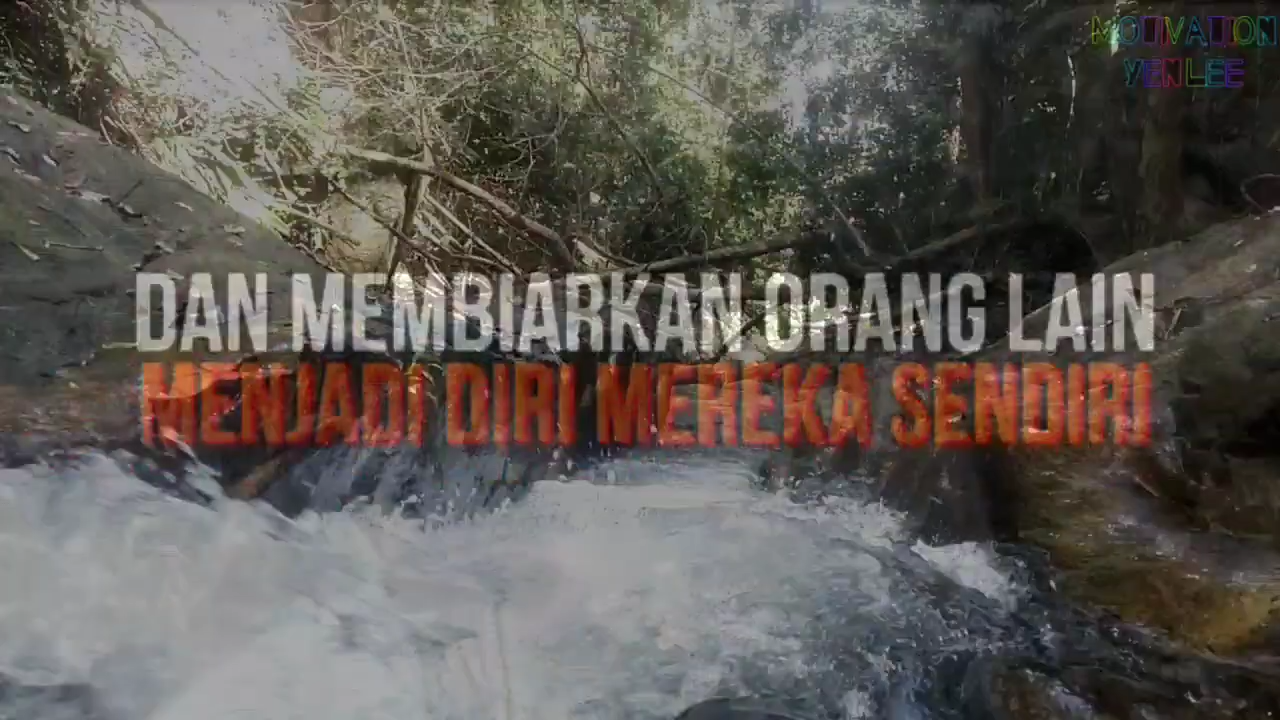 MOTIVATION
YENLEE
DAN MEMBIARKAN ORANG LAIN
MENJADI DIRI MEREKA SENDIRI